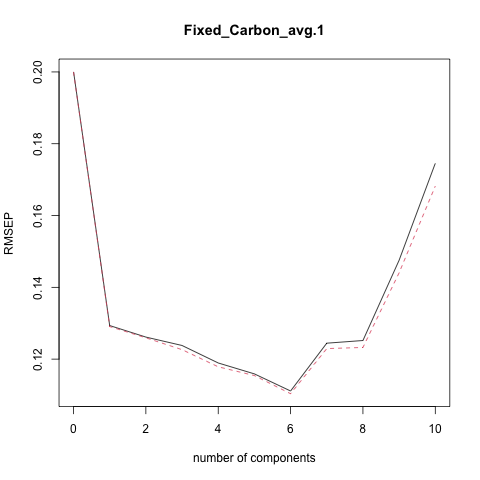 Fixed_Carbon_avg.1
0.20
0.18
0.16
0.14
0.12
RMSEP
0 2 4 6 8 10
number of components